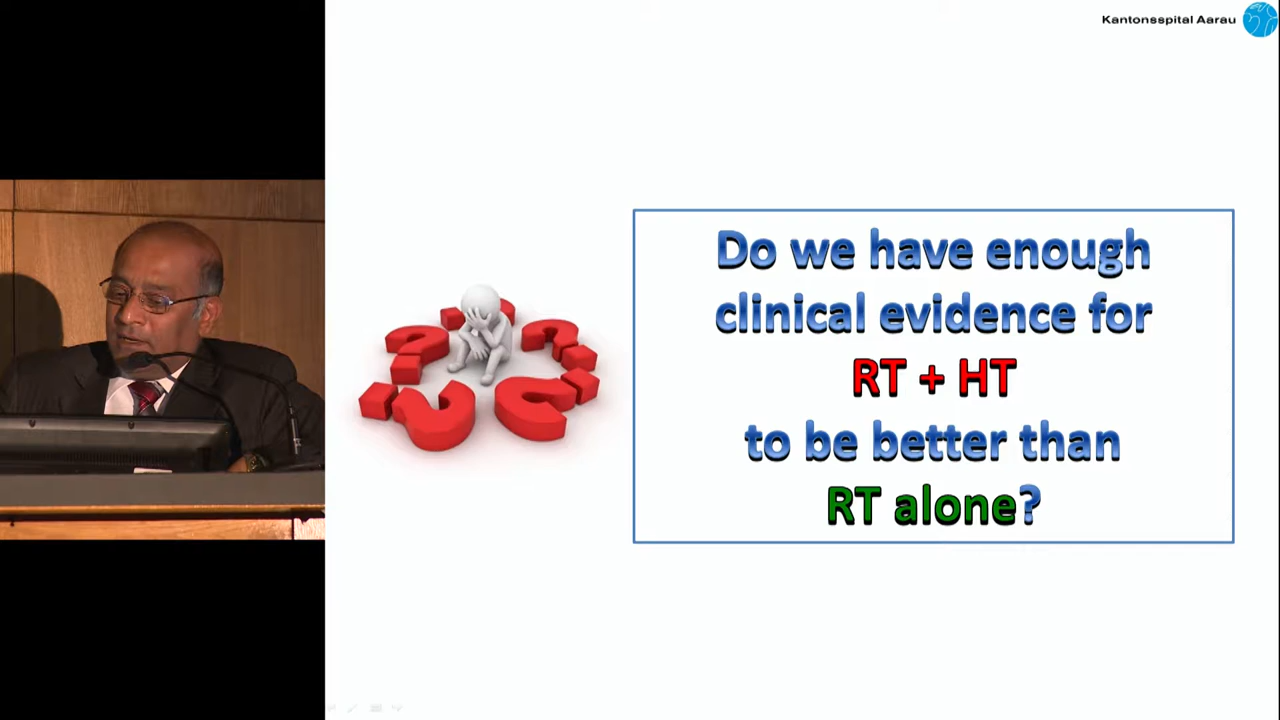 Kantonsspital Aarau
Do we have enough
clinical evidence for
RT + HT
to be better than
RT alone?